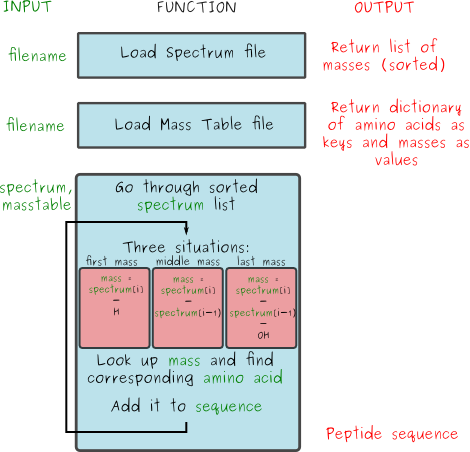 INPUT FUNCTION OUTPUT
filename Load Spectrum file Return list of
masses (sorted)
filename Load Mass Table file Return dictionary
of amino acids as
keys and masses as
values
spectrum,
masstable
Go through sorted
spectrum list
Three situations:
first mass middle mass last mass
mass =
spectrum[i]
-
H
mass =
spectrum[i]
-
spectrum[i-1]
mass =
spectrum[i]
-
spectrum[i-1)
-
OH
Look up mass and find
corresponding amino acid
Add it to sequence
Peptide sequence